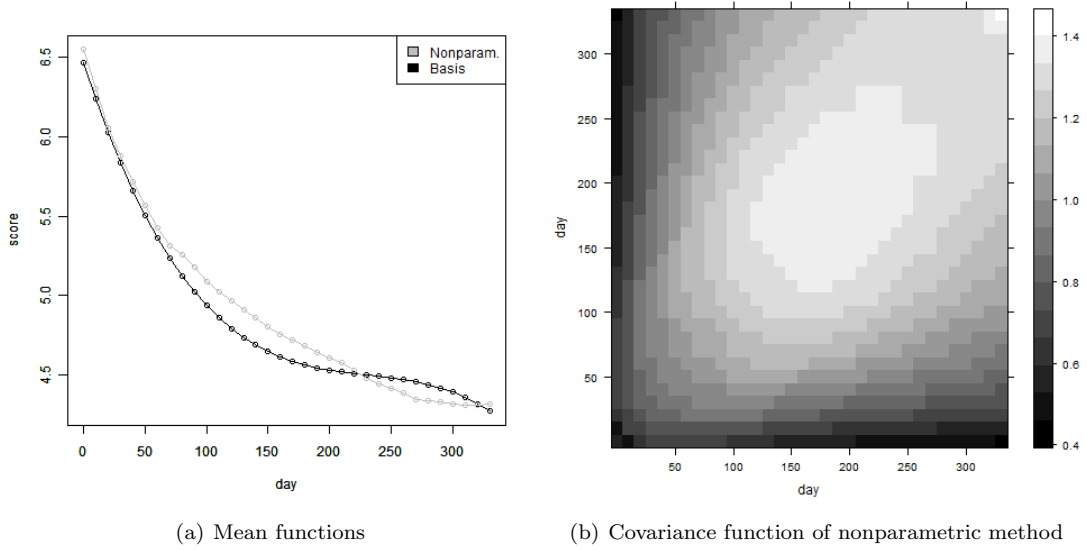 Nonparam.
Basis
score
6.5
6.0
5.5
5.0
4.5
0 50 100 150 200 250 300
day
(a) Mean functions
day
300
250
200
150
100
50
50 100 150 200 250 300
day
1.4
1.2
1.0
0.8
0.6
0.4
(b) Covariance function of nonparametric method